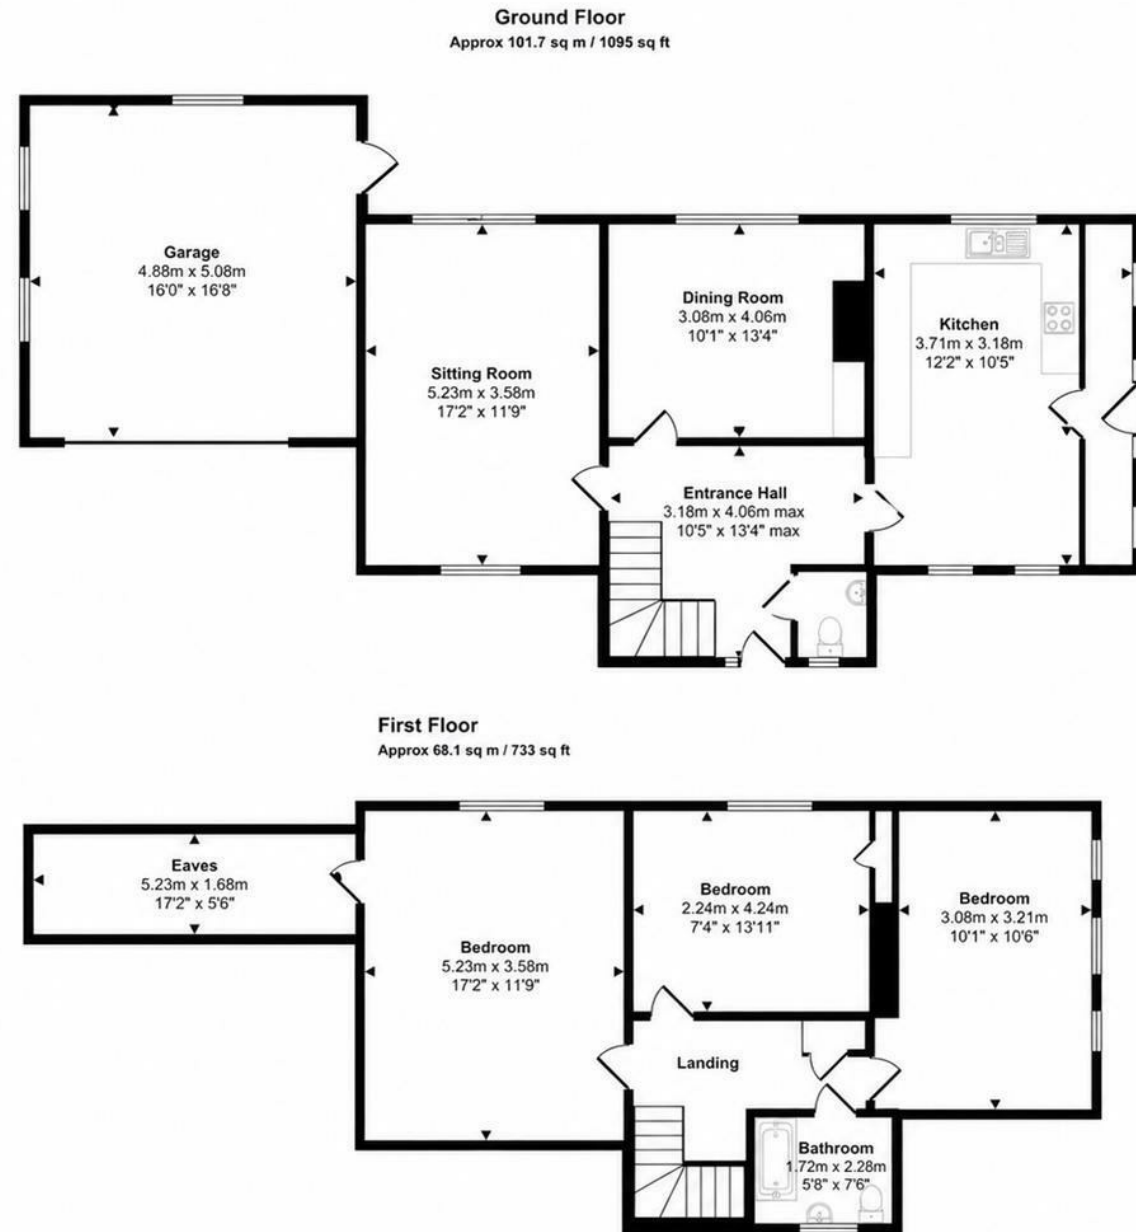 Ground Floor
Approx 101.7 sq m / 1095 sq ft
Garage
4.88m x 5.08m
16'0" x 16'8"
Sitting Room
5.23m x 3.58m
17'2" x 11'9"
Dining Room
3.08m x 4.06m
10'1" x 13'4"
Kitchen
3.71m x 3.18m
12'2" x 10'5"
Entrance Hall
3.18m x 4.06m max
10'5" x 13'4" max
First Floor
Approx 68.1 sq m / 733 sq ft
Eaves
5.23m x 1.68m
17'2" x 5'6"
Bedroom
5.23m x 3.58m
17'2" x 11'9"
Bedroom
2.24m x 4.24m
7'4" x 13'11"
Bedroom
3.08m x 3.21m
10'1" x 10'6"
Landing
Bathroom
1.72m x 2.28m
5'8" x 7'6"